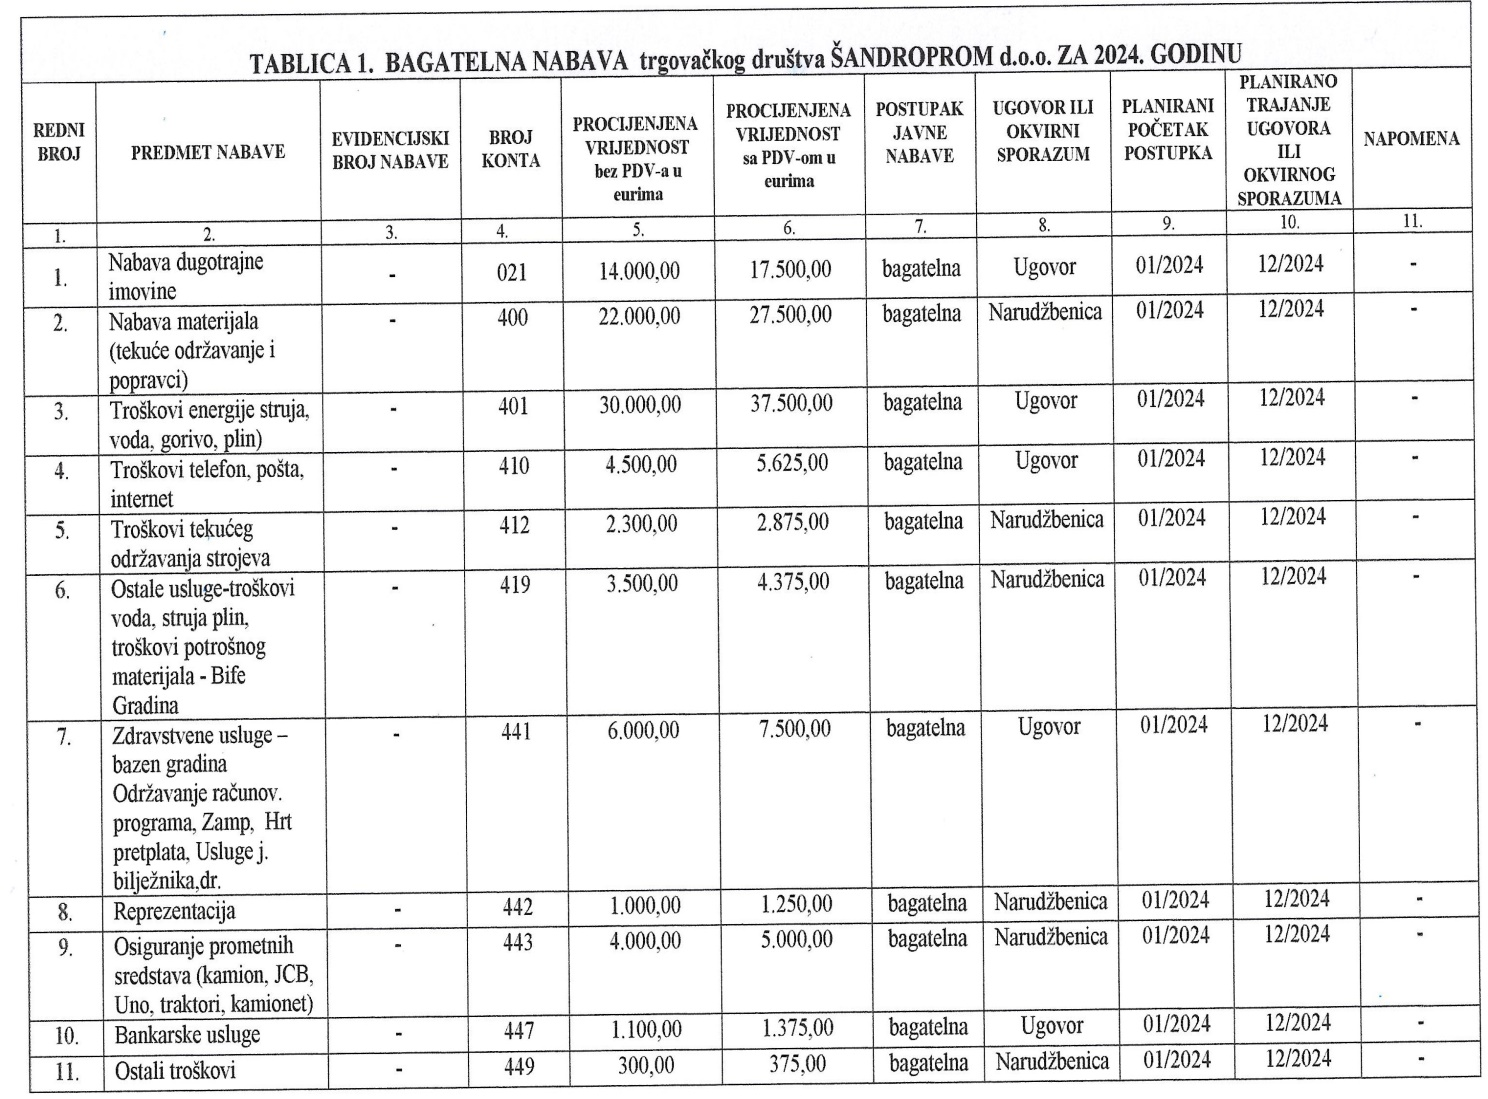 TABLICA 1. BAGATELNA NABAVA trgovačkog društva ŠANDROPROM d.o.o. ZA 2024. GODINU
REDNI
BROJ
PREDMET NABAVE
EVIDENCIJSKI
BROJ NABAVE
BROJ
KONTA
PROCIJENJENA
VRIJEDNOST
bez PDV-a u
eurima
PROCIJENJENA
VRIJEDNOST
sa PDV-om u
eurima
POSTUPAK
JAVNE
NABAVE
UGOVOR ILI
OKVIRNI
SPORAZUM
PLANIRANI
POČETAK
POSTUPKA
PLANIRANO
TRAJANJE
UGOVORA
ILI
OKVIRNOG
SPORAZUMA
NAPOMENA
1. 2. 3. 4. 5. 6. 7. 8. 9. 10. 11.
1. Nabava dugotrajne - 021 14.000,00 17.500,00 bagatelna Ugovor 01/2024 12/2024 -
imovine
2. Nabava materijala - 400 22.000,00 27.500,00 bagatelna Narudžbenica 01/2024 12/2024 -
(tekuće održavanje i
popravci)
3. Troškovi energije struja, - 401 30.000,00 37.500,00 bagatelna Ugovor 01/2024 12/2024 -
voda, gorivo, plin)
4. Troškovi telefon, pošta, - 410 4.500,00 5.625,00 bagatelna Ugovor 01/2024 12/2024 -
internet
5. Troškovi tekućeg - 412 2.300,00 2.875,00 bagatelna Narudžbenica 01/2024 12/2024 -
održavanja strojeva
6. Ostale usluge-troškovi - 419 3.500,00 4.375,00 bagatelna Narudžbenica 01/2024 12/2024 -
voda, struja plin,
troškovi potrošnog
materijala - Bife
Gradina
7. Zdravstvene usluge – - 441 6.000,00 7.500,00 bagatelna Ugovor 01/2024 12/2024 -
bazen gradina
Održavanje računov.
programa, Zamp, Hrt
pretplata, Usluge j.
bilježnika,dr.
8. Reprezentacija - 442 1.000,00 1.250,00 bagatelna Narudžbenica 01/2024 12/2024 -
9. Osiguranje prometnih - 443 4.000,00 5.000,00 bagatelna Narudžbenica 01/2024 12/2024 -
sredstava (kamion, JCB,
Uno, traktori, kamionet)
10. Bankarske usluge - 447 1.100,00 1.375,00 bagatelna Ugovor 01/2024 12/2024 -
11. Ostali troškovi - 449 300,00 375,00 bagatelna Narudžbenica 01/2024 12/2024 -